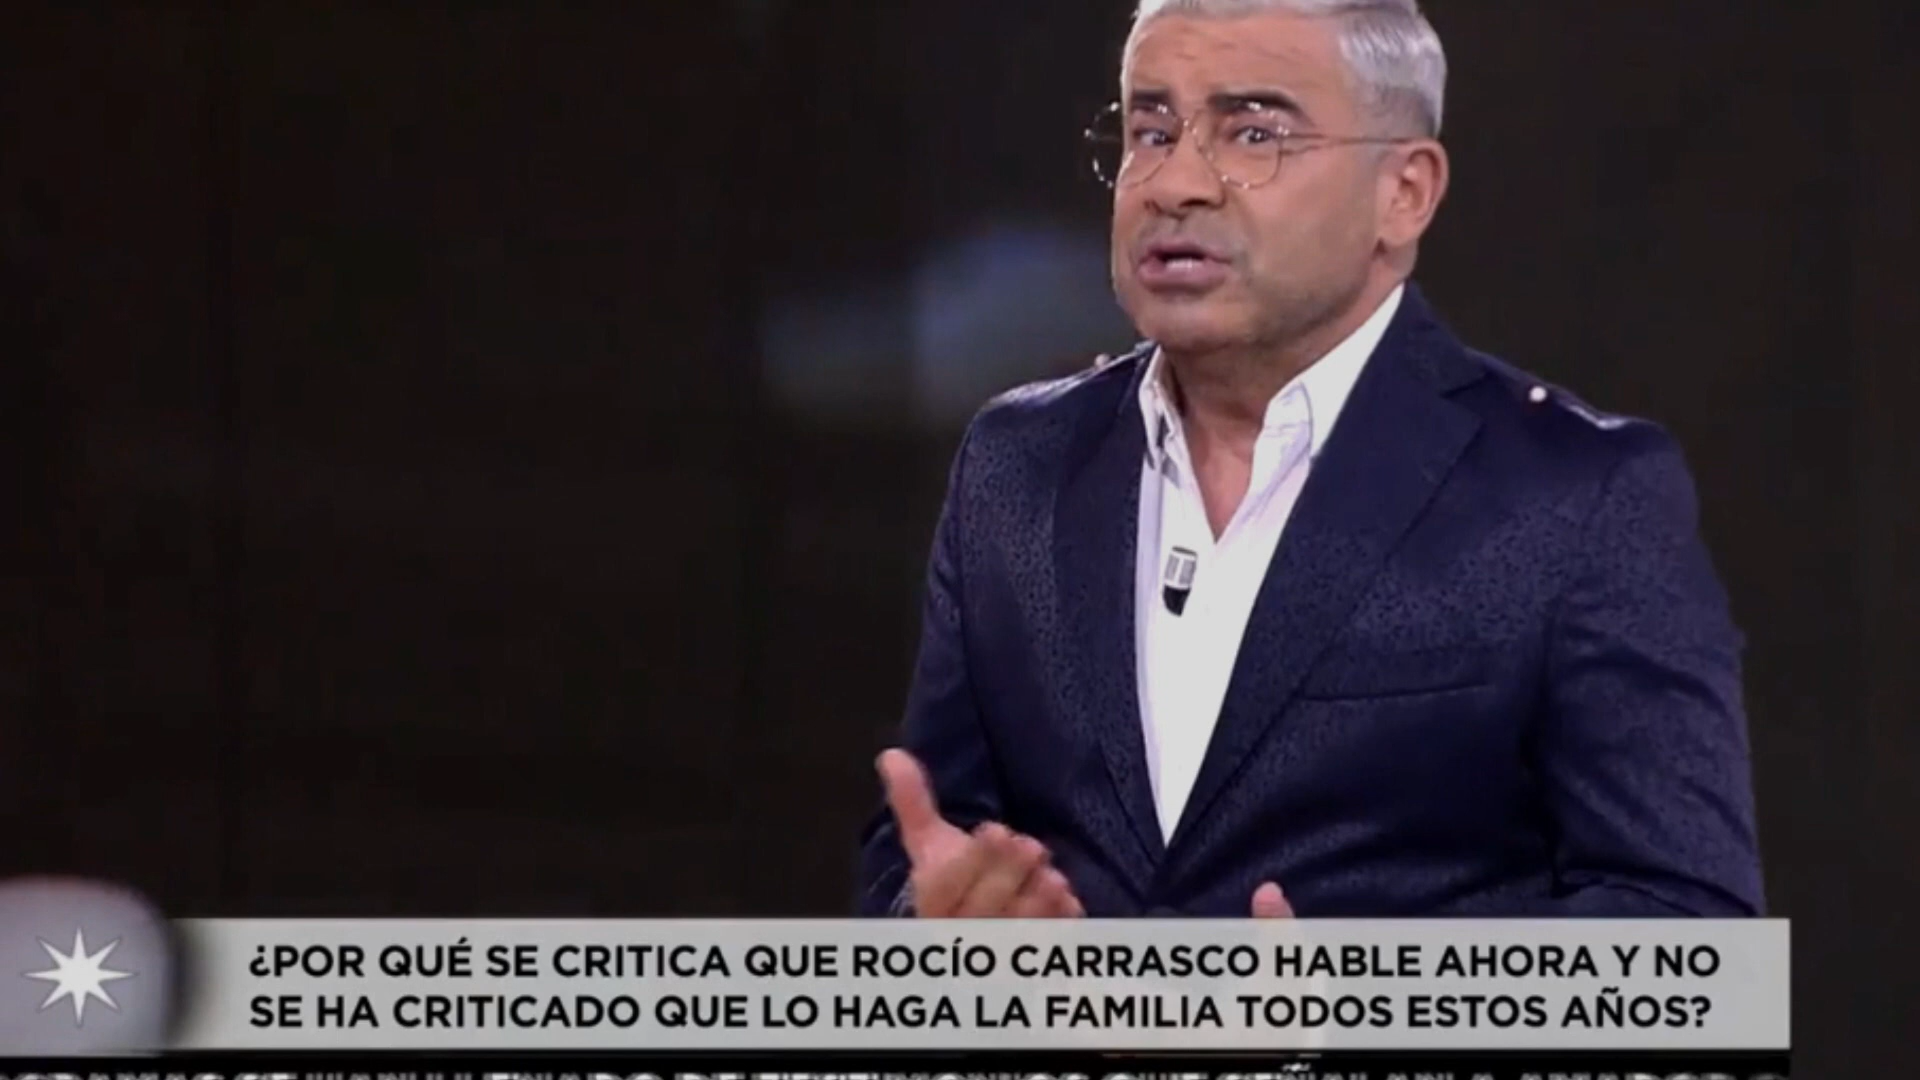 ¿POR QUÉ SE CRITICA QUE ROCÍO CARRASCO HABLE AHORA Y NO
SE HA CRITICADO QUE LO HAGA LA FAMILIA TODOS ESTOS AÑOS?